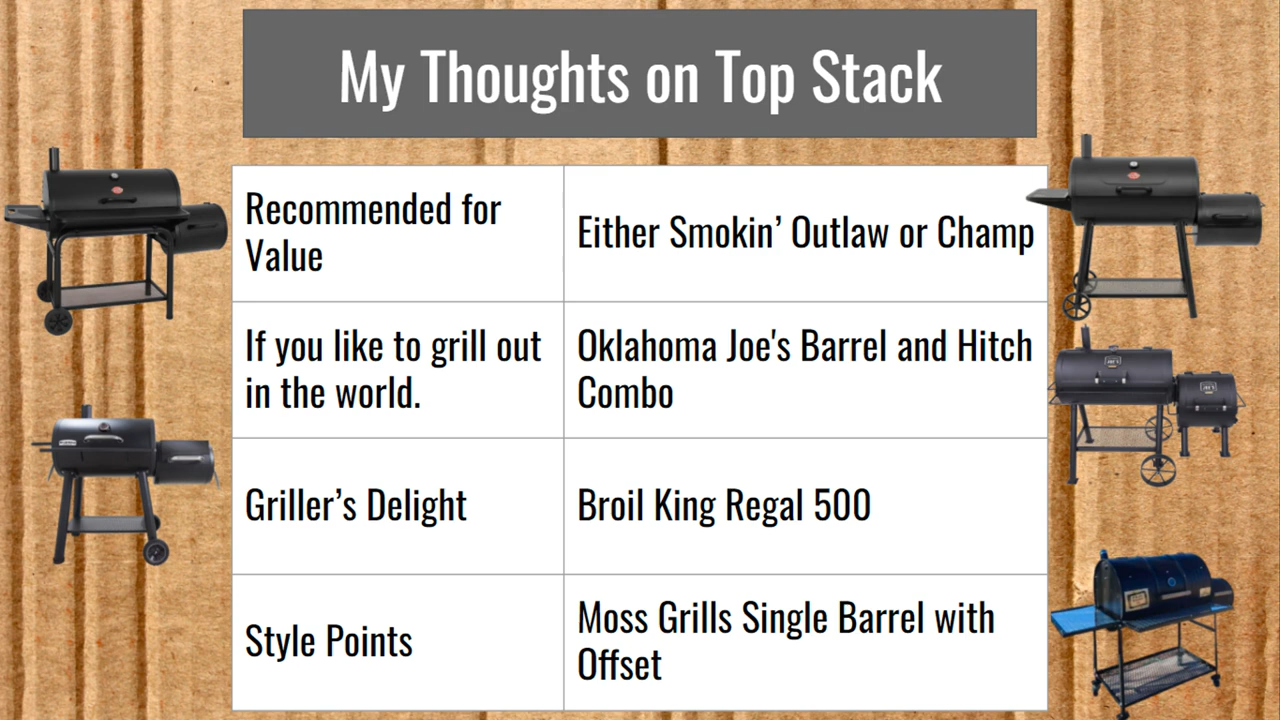 My Thoughts on Top Stack
Recommended for
Value
Either Smokin’ Outlaw or Champ
If you like to grill out
in the world.
Oklahoma Joe's Barrel and Hitch
Combo
Griller’s Delight
Broil King Regal 500
Style Points
Moss Grills Single Barrel with
Offset